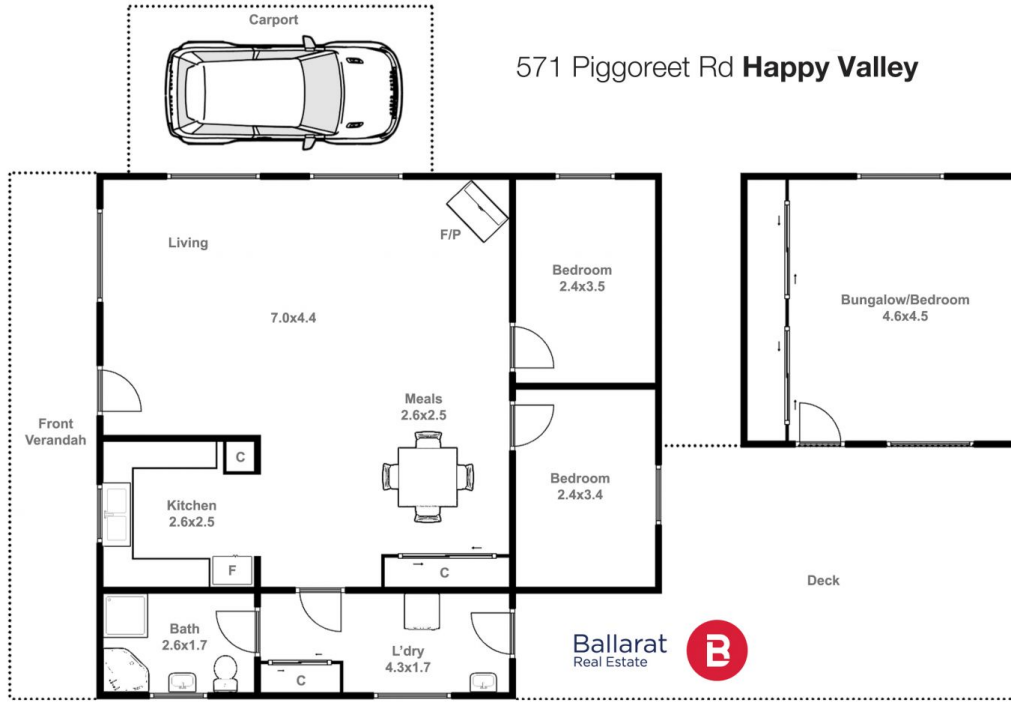 Carport
571 Piggoreet Rd Happy Valley
Living
F/P
7.0x4.4
Bedroom
2.4x3.5
Bungalow/Bedroom
4.6x4.5
Front
Verandah
Meals
2.6x2.5
C
Kitchen
2.6x2.5
F
C
Bedroom
2.4x3.4
Deck
Bath
2.6x1.7
L'dry
4.3x1.7
C
Ballarat
Real Estate
B